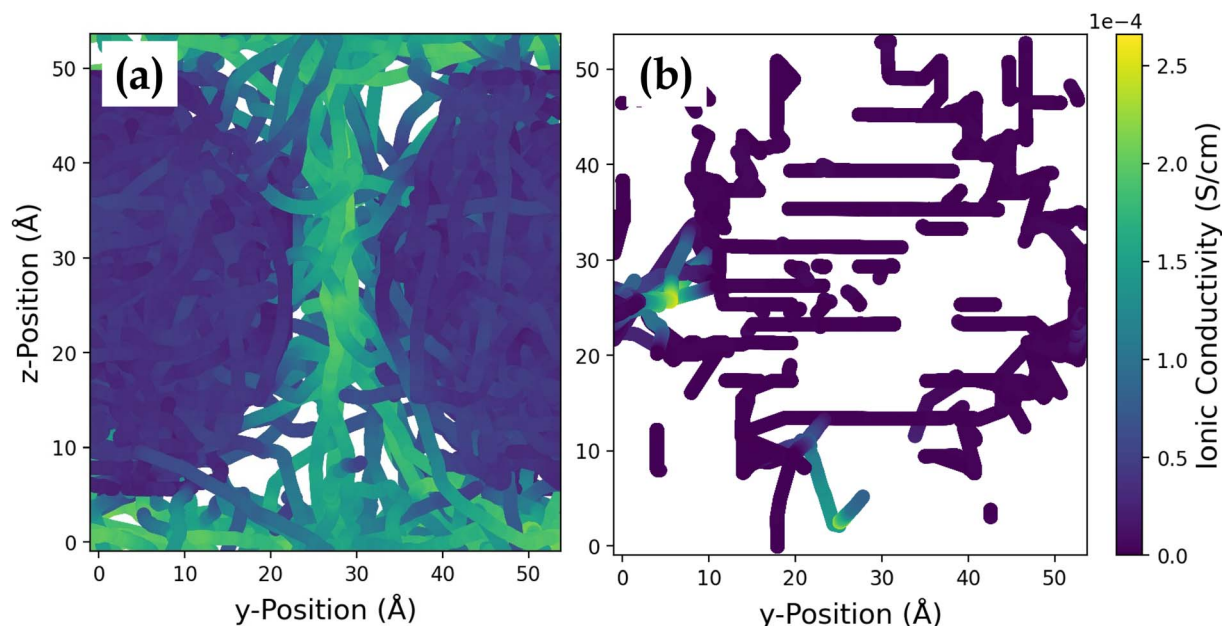 (a)
(b)
1e−4
z-Position (Å)
50
40
30
20
10
0
0 10 20 30 40 50
y-Position (Å)
50
40
30
20
10
0
0 10 20 30 40 50
y-Position (Å)
2.5
2.0
1.5
1.0
0.5
0.0
Ionic Conductivity (S/cm)